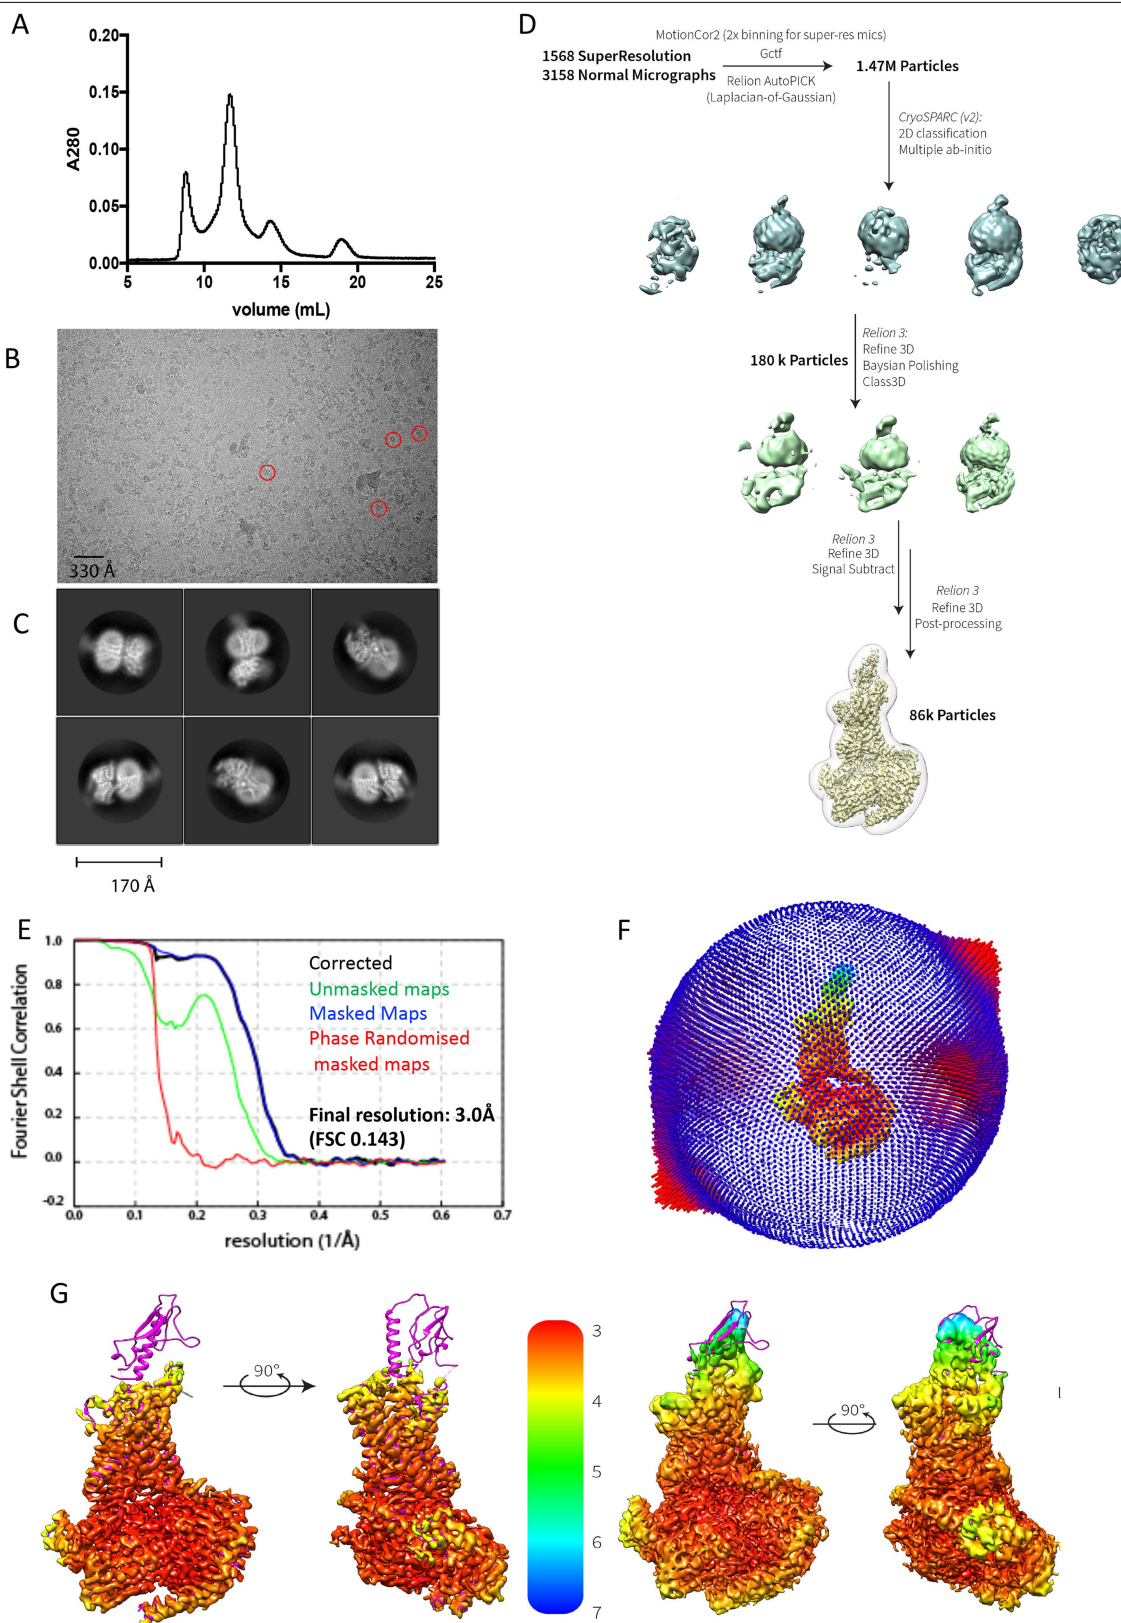 A
0.20
0.15
0.10
0.05
0.00
A280
5
10
15
20
25
volume (mL)
B
330 Å
C
170 Å
D
MotionCor2 (2x binning for super-res mics)
1568 SuperResolution
3158 Normal Micrographs
Gctf
Relion AutoPICK
(Laplacian-of-Gaussian)
1.47M Particles
CryoSPARC (v2):
2D classification
Multiple ab-initio
180 k Particles
Relion 3:
Refine 3D
Baysian Polishing
Class3D
Relion 3
Refine 3D
Signal Subtract
Relion 3
Refine 3D
Post-processing
86k Particles
E
1.0
0.8
0.6
0.4
0.2
0.0
-0.2
Fourier Shell Correlation
Corrected
Unmasked maps
Masked Maps
Phase Randomised
masked maps
Final resolution: 3.0Å
(FSC 0.143)
0.0
0.1
0.2
0.3
0.4
0.5
0.6
0.7
resolution (1/Å)
F
G
90°
3
4
5
6
7
90°
I